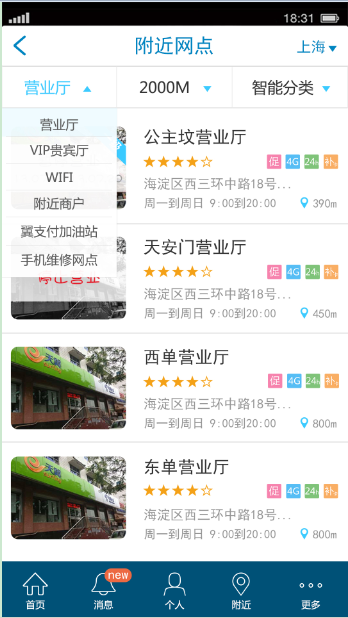 18:31
附近网点
上海
营业厅
2000M
智能分类
营业厅
VIP贵宾厅
WIFI
附近商户
翼支付加油站
手机维修网点
公主坟营业厅
促 4G 24h 补
海淀区西三环中路18号...
周一到周日 9:00到20:00
390m
停止营业
天安门营业厅
促 4G 24h 补
海淀区西三环中路18号...
周一到周日 9:00到20:00
450m
西单营业厅
促 4G 24h 补
海淀区西三环中路18号...
周一到周日 9:00到20:00
800m
东单营业厅
促 4G 24h 补
海淀区西三环中路18号...
周一到周日 9:00到20:00
800m
new
首页
消息
个人
附近
更多